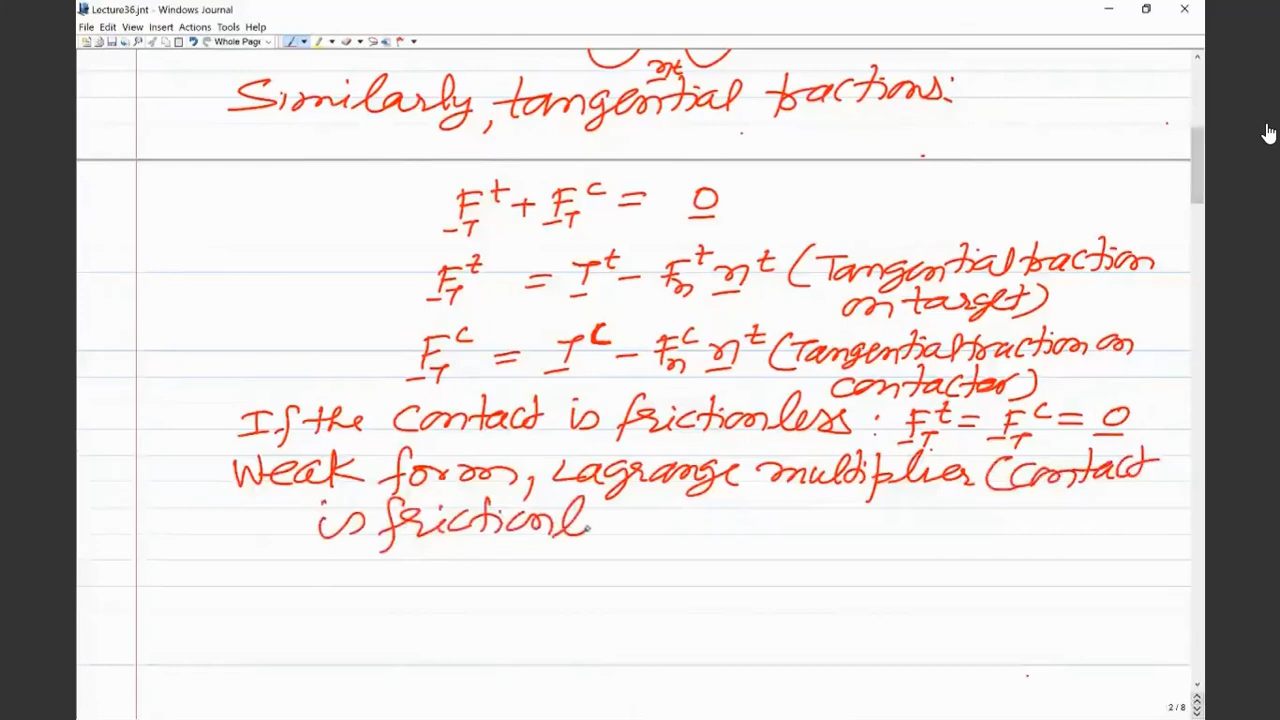 Lecture36.jnt - Windows Journal
File Edit View Insert Actions Tools Help
Whole Page
n^t
Similarly, tangential tractions:
F_T^t + F_T^c = 0
F_T^t = T^t - F_n^t n^t (Tangential traction
on target)
F_T^c = T^c - F_n^c n^t (Tangential traction on
contactor)
If the contact is frictionless : F_T^t = F_T^c = 0
Weak form, Lagrange multiplier (Contact
is frictionl
2 / 8